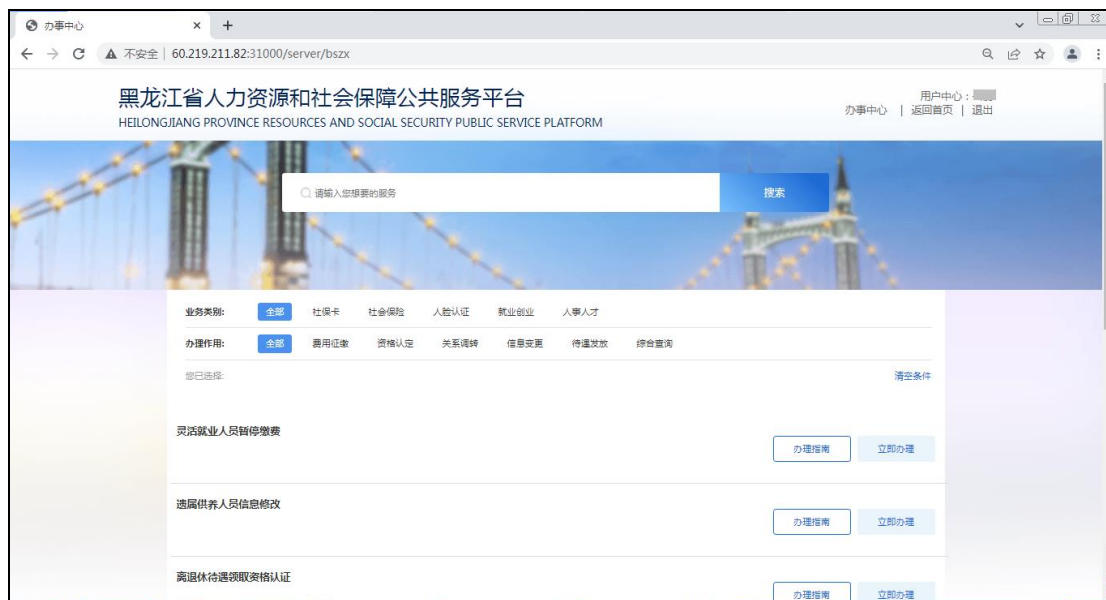 办事中心
不安全 | 60.219.211.82:31000/server/bszx
黑龙江省人力资源和社会保障公共服务平台
HEILONGJIANG PROVINCE RESOURCES AND SOCIAL SECURITY PUBLIC SERVICE PLATFORM
用户中心：
办事中心 | 返回首页 | 退出
请输入您想要的服务 搜索
业务类别: 全部 社保卡 社会保险 人脸认证 就业创业 人事人才
办理作用: 全部 费用征缴 资格认定 关系调转 信息变更 待遇发放 综合查询
您已选择: 清空条件
灵活就业人员暂停缴费
办理指南 立即办理
遗属供养人员信息修改
办理指南 立即办理
离退休待遇领取资格认证
办理指南 立即办理